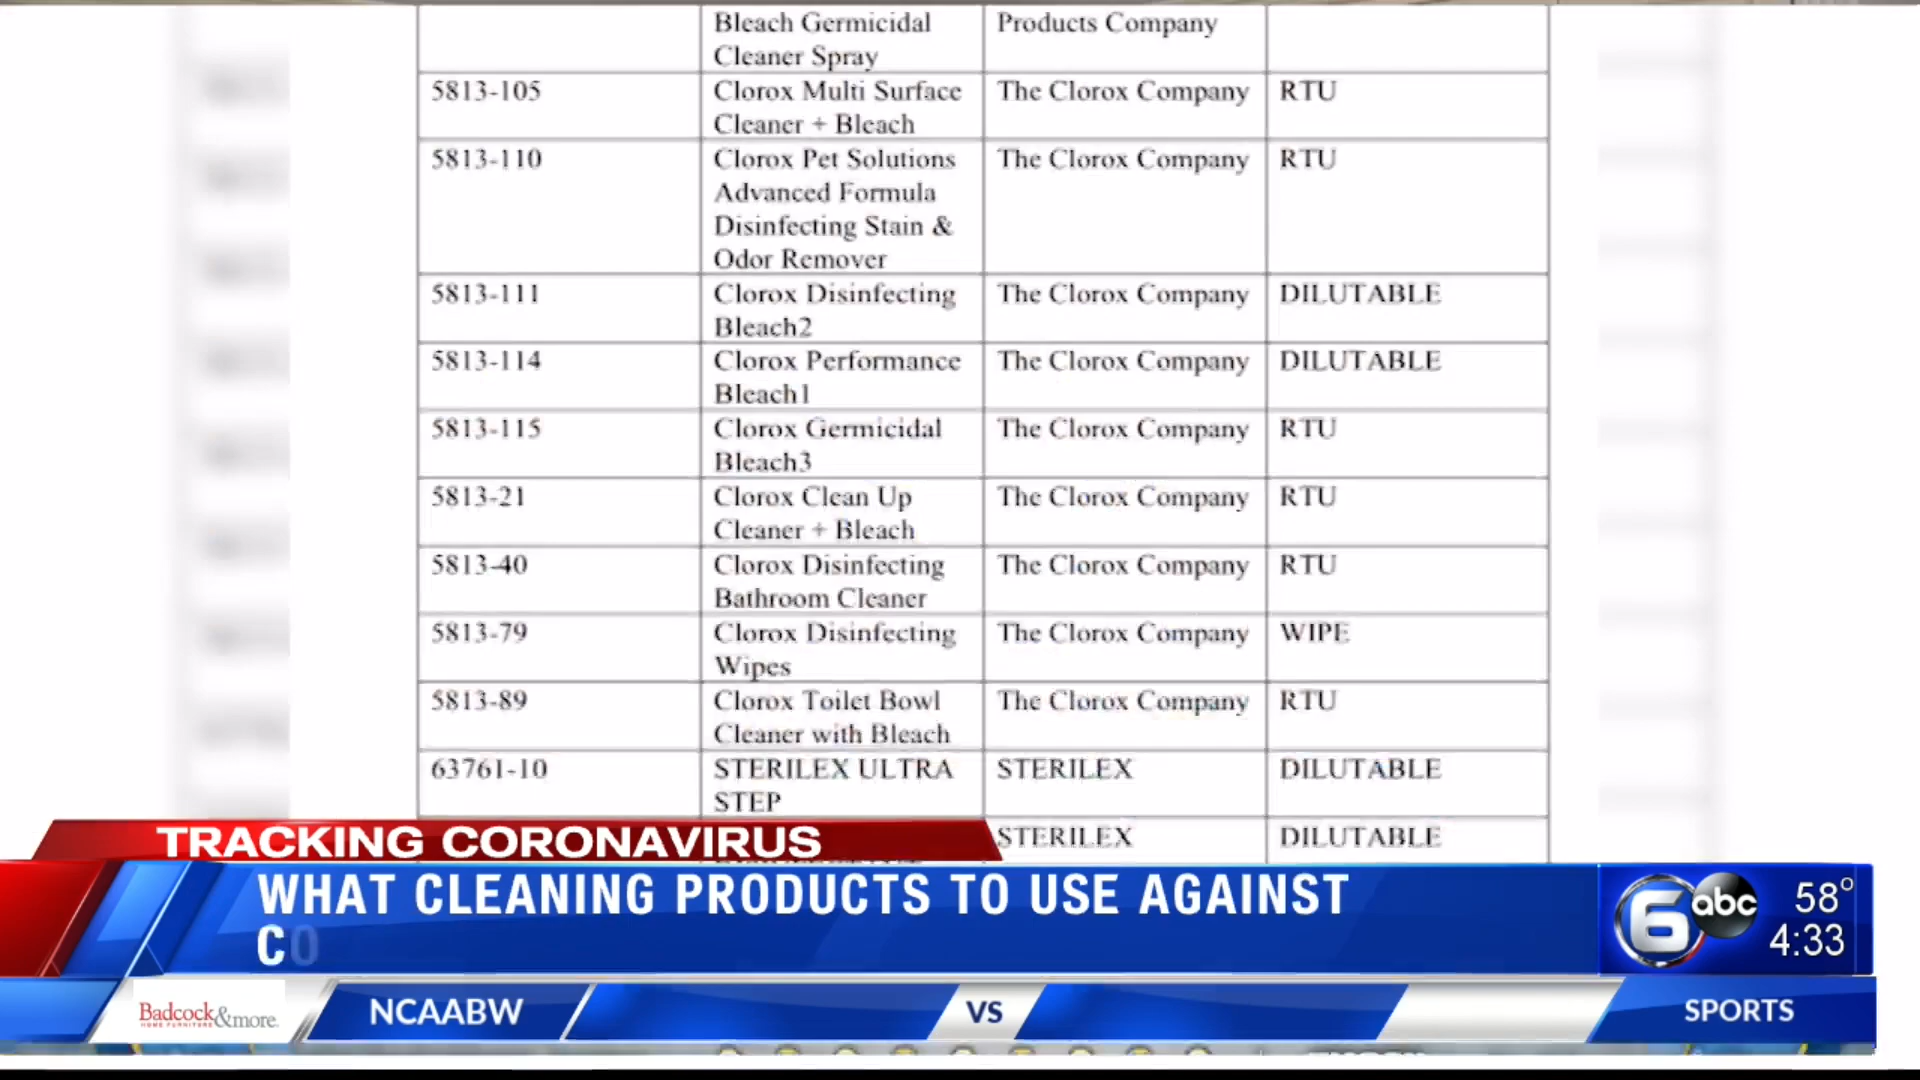 Bleach Germicidal
Cleaner Spray
Products Company
5813-105
Clorox Multi Surface
Cleaner + Bleach
The Clorox Company
RTU
5813-110
Clorox Pet Solutions
Advanced Formula
Disinfecting Stain &
Odor Remover
The Clorox Company
RTU
5813-111
Clorox Disinfecting
Bleach2
The Clorox Company
DILUTABLE
5813-114
Clorox Performance
Bleach1
The Clorox Company
DILUTABLE
5813-115
Clorox Germicidal
Bleach3
The Clorox Company
RTU
5813-21
Clorox Clean Up
Cleaner + Bleach
The Clorox Company
RTU
5813-40
Clorox Disinfecting
Bathroom Cleaner
The Clorox Company
RTU
5813-79
Clorox Disinfecting
Wipes
The Clorox Company
WIPE
5813-89
Clorox Toilet Bowl
Cleaner with Bleach
The Clorox Company
RTU
63761-10
STERILEX ULTRA
STEP
STERILEX
DILUTABLE
STERILEX
DILUTABLE
TRACKING CORONAVIRUS
WHAT CLEANING PRODUCTS TO USE AGAINST
CO
6 abc
58°
4:33
Badcock &more.
HOME FURNITURE
NCAABW
VS
SPORTS